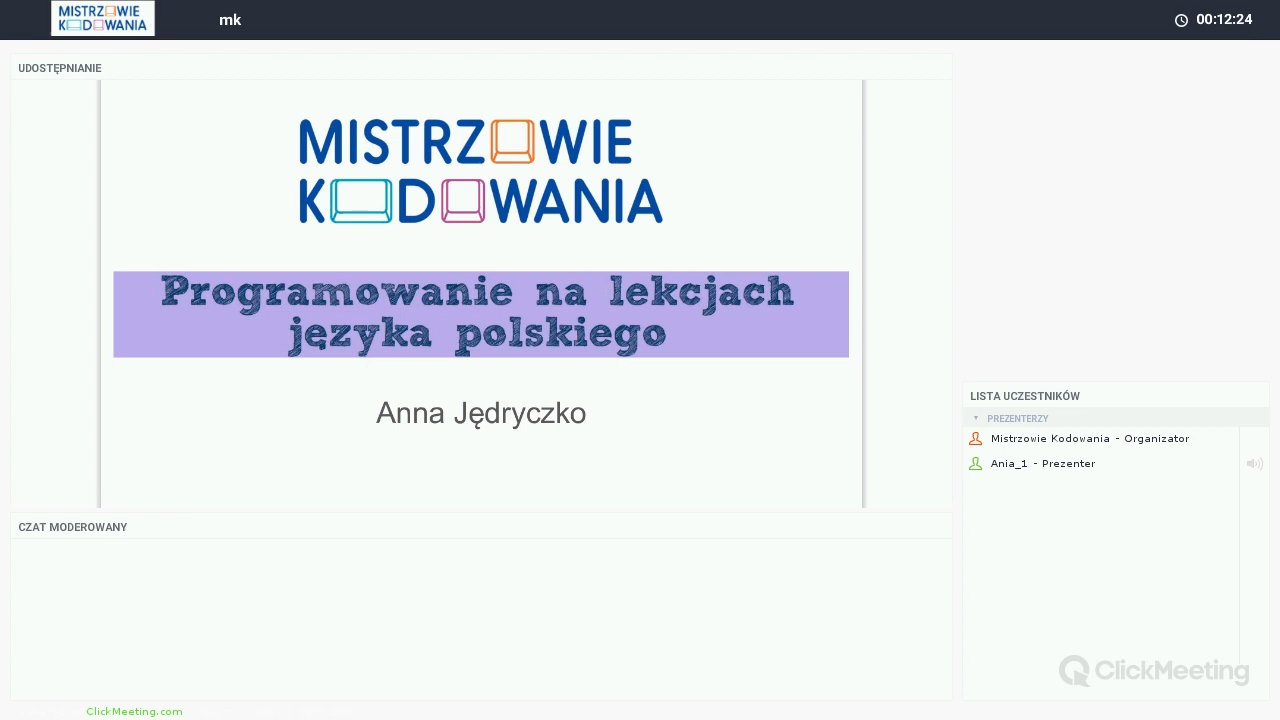 MISTRZOWIE
KODOWANIA
mk
00:12:24
UDOSTĘPNIANIE
MISTRZOWIE
KODOWANIA
Programowanie na lekcjach
języka polskiego
Anna Jędryczko
LISTA UCZESTNIKÓW
PREZENTERZY
Mistrzowie Kodowania - Organizator
Ania_1 - Prezenter
CZAT MODEROWANY
ClickMeeting
ClickMeeting.com